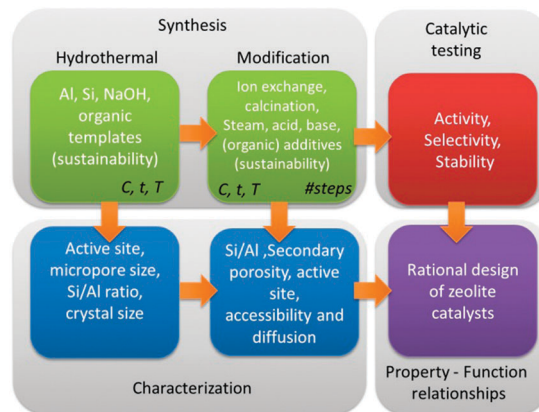 Synthesis
Hydrothermal
Modification
Catalytic
testing
Al, Si, NaOH,
organic
templates
(sustainability)
C, t, T
Ion exchange,
calcination,
Steam, acid, base,
(organic) additives
(sustainability)
C, t, T
#steps
Activity,
Selectivity,
Stability
Active site,
micropore size,
Si/Al ratio,
crystal size
Si/Al ,Secondary
porosity, active
site,
accessibility and
diffusion
Rational design
of zeolite
catalysts
Characterization
Property - Function
relationships